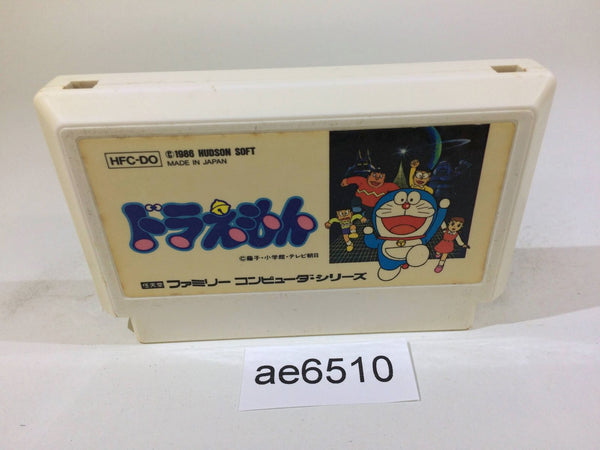 HFC-DO
©1986 HUDSON SOFT
MADE IN JAPAN
ドラえもん
©藤子・小学館・テレビ朝日
任天堂 ファミリー コンピュータ・シリーズ
ae6510